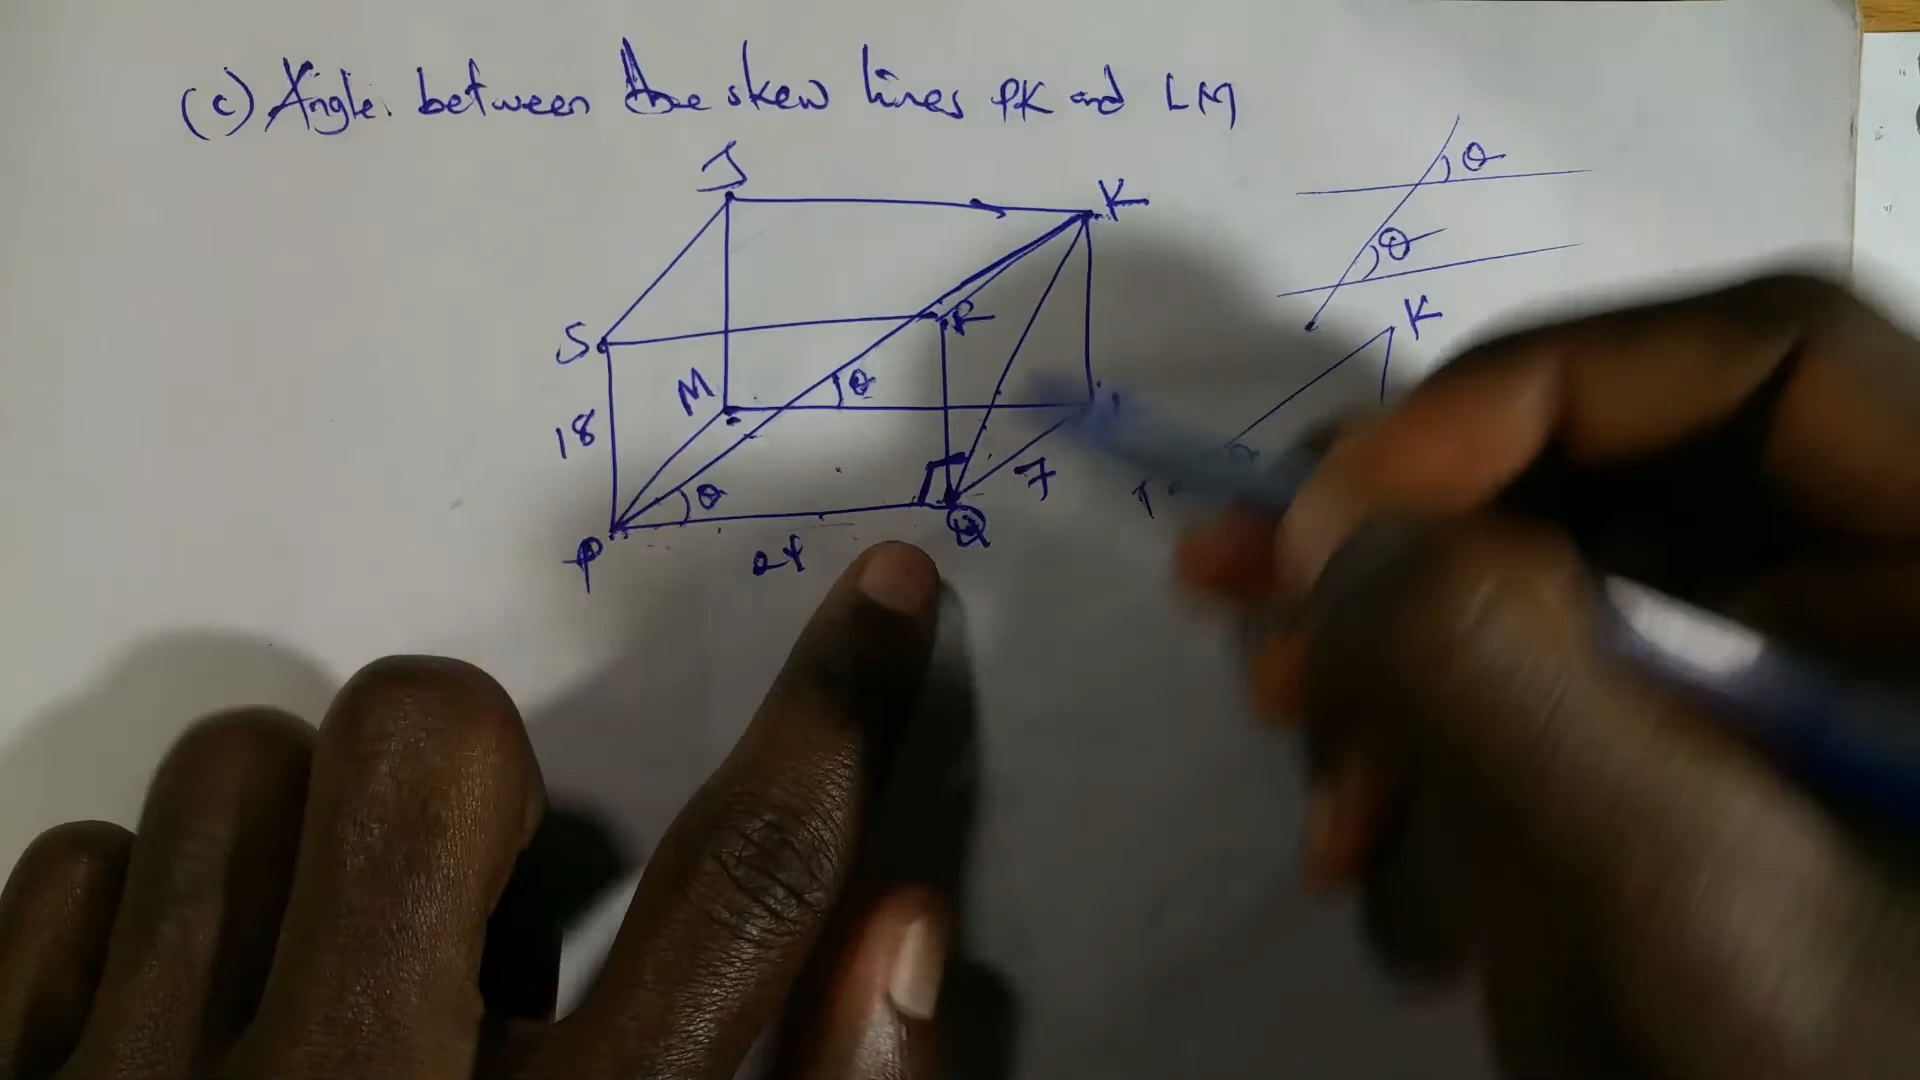 (c) Angle between the skew lines PK and LM
J
K
θ
θ
S
R
K
M
θ
18
7
θ
P
24
Q